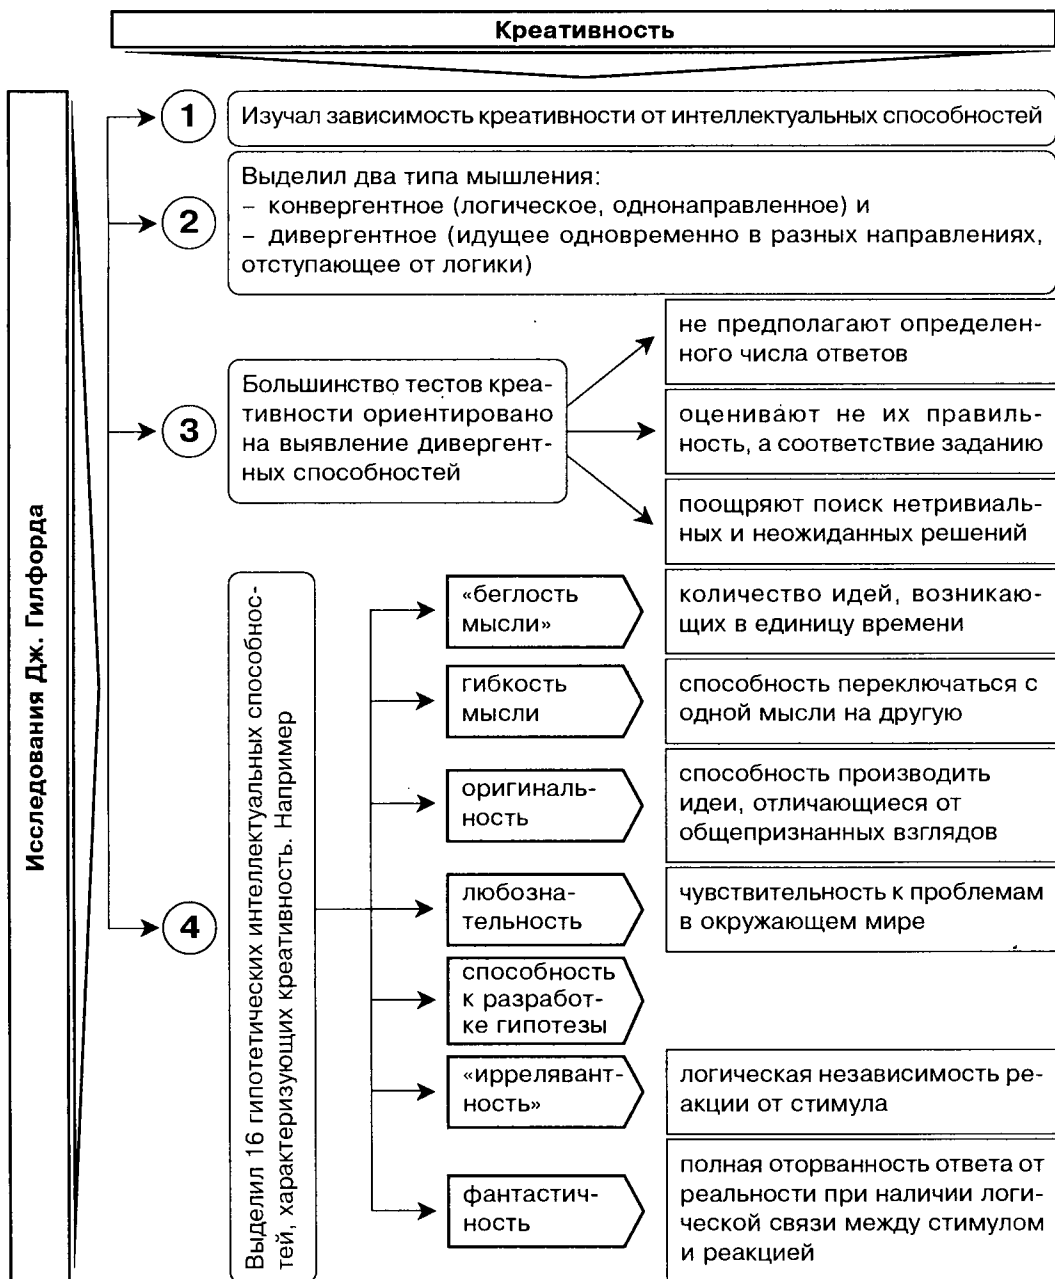 Креативность
Исследования Дж. Гилфорда
1
Изучал зависимость креативности от интеллектуальных способностей
2
Выделил два типа мышления:
– конвергентное (логическое, однонаправленное) и
– дивергентное (идущее одновременно в разных направлениях,
отступающее от логики)
3
Большинство тестов креа-
тивности ориентировано
на выявление дивергент-
ных способностей
не предполагают определен-
ного числа ответов
оценивают не их правиль-
ность, а соответствие заданию
поощряют поиск нетривиаль-
ных и неожиданных решений
4
Выделил 16 гипотетических интеллектуальных способнос-
тей, характеризующих креативность. Например
«беглость
мысли»
количество идей, возникаю-
щих в единицу времени
гибкость
мысли
способность переключаться с
одной мысли на другую
оригиналь-
ность
способность производить
идеи, отличающиеся от
общепризнанных взглядов
любозна-
тельность
чувствительность к проблемам
в окружающем мире
способность
к разработ-
ке гипотезы
«иррелявант-
ность»
логическая независимость ре-
акции от стимула
фантастич-
ность
полная оторванность ответа от
реальности при наличии логи-
ческой связи между стимулом
и реакцией